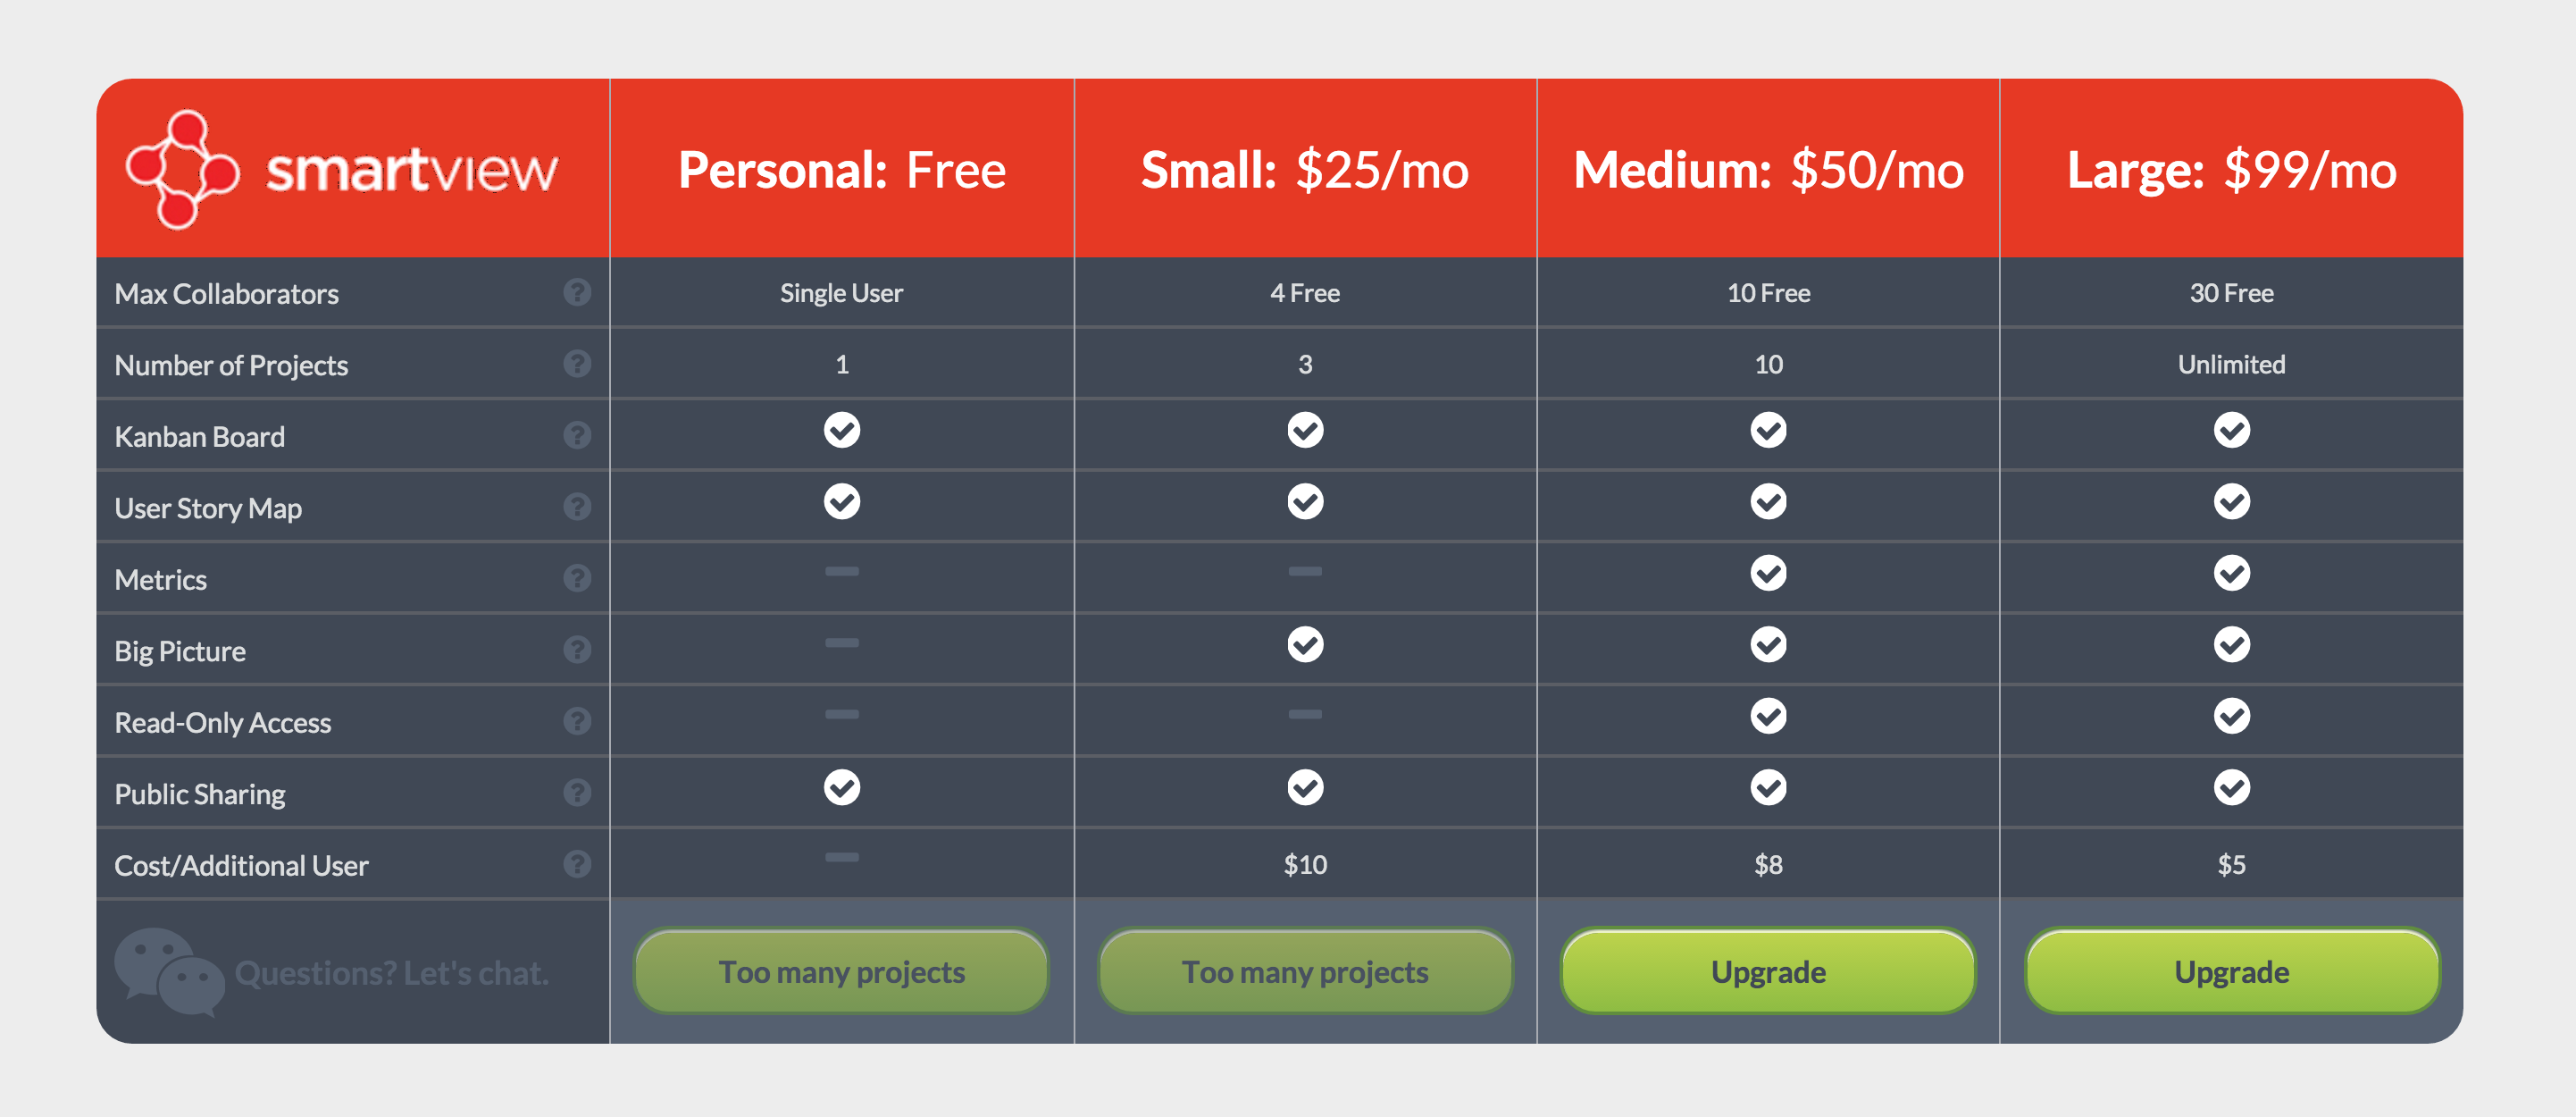 smartview
Personal: Free
Small: $25/mo
Medium: $50/mo
Large: $99/mo
Max Collaborators ? Single User 4 Free 10 Free 30 Free
Number of Projects ? 1 3 10 Unlimited
Kanban Board ?
User Story Map ?
Metrics ?
Big Picture ?
Read-Only Access ?
Public Sharing ?
Cost/Additional User ? $10 $8 $5
Questions? Let's chat.
Too many projects
Too many projects
Upgrade
Upgrade